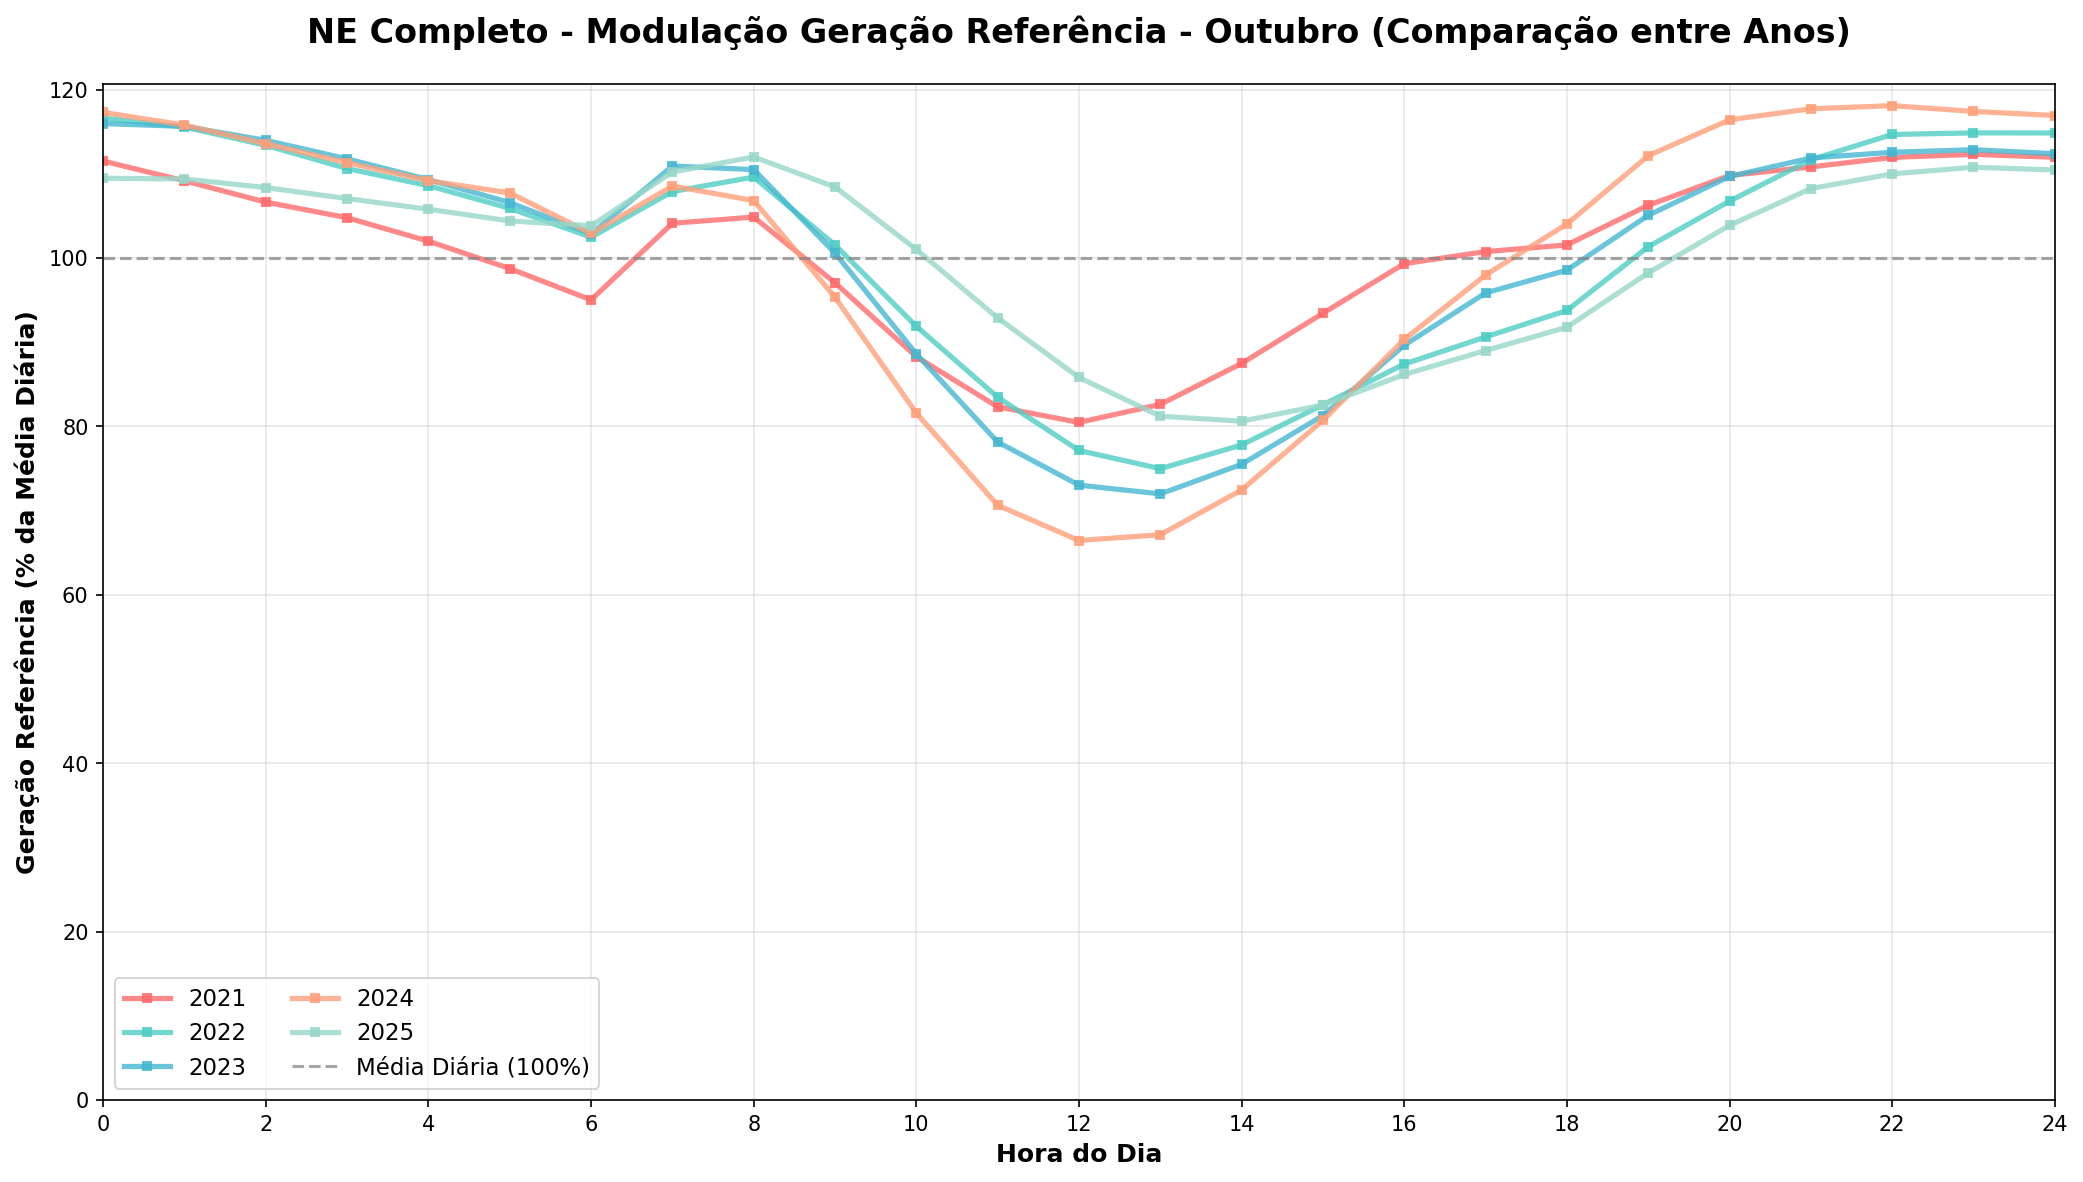 NE Completo - Modulação Geração Referência - Outubro (Comparação entre Anos)
Geração Referência (% da Média Diária)
120
100
80
60
40
20
0
2021
2022
2023
2024
2025
Média Diária (100%)
0 2 4 6 8 10 12 14 16 18 20 22 24
Hora do Dia